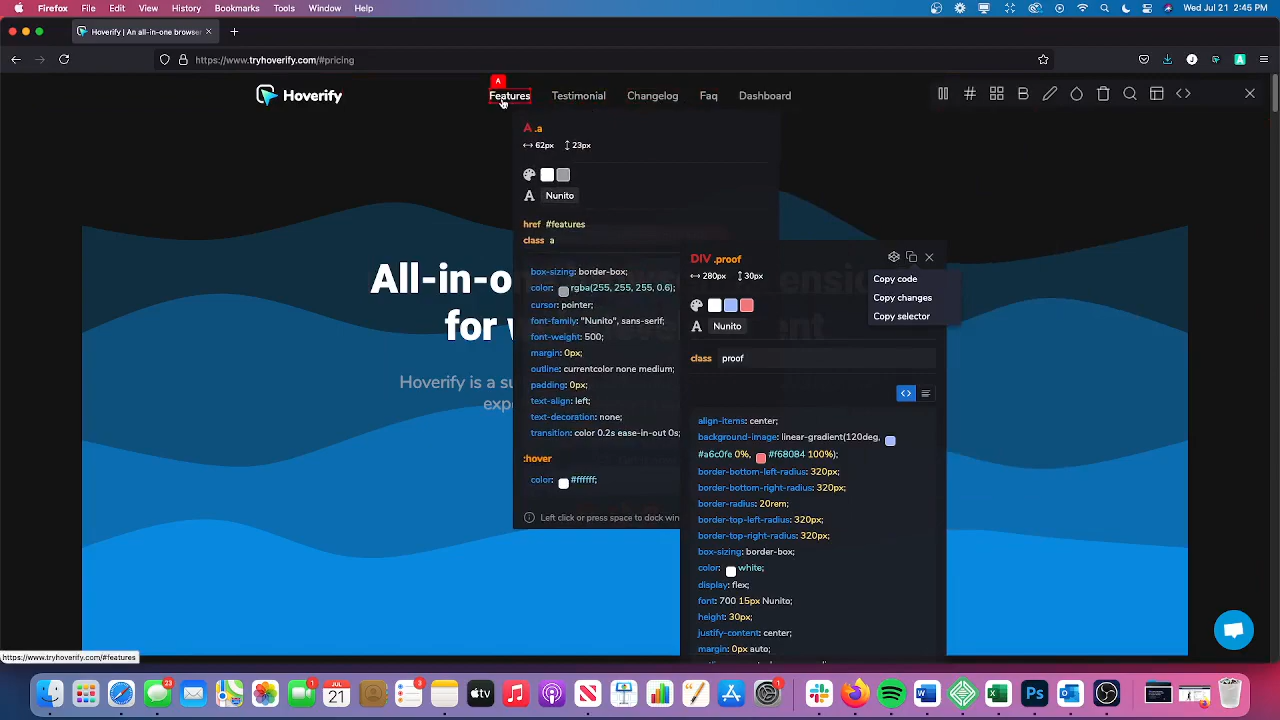 Firefox File Edit View History Bookmarks Tools Window Help Wed Jul 21 2:45 PM
Hoverify | An all-in-one browser
https://www.tryhoverify.com/#pricing
A
Hoverify Features Testimonial Changelog Faq Dashboard
A .a
62px 23px
Nunito
href #features
class a
box-sizing: border-box;
color: rgba(255, 255, 255, 0.6);
cursor: pointer;
font-family: "Nunito", sans-serif;
font-weight: 500;
margin: 0px;
outline: currentcolor none medium;
padding: 0px;
text-align: left;
text-decoration: none;
transition: color 0.2s ease-in-out 0s;
:hover
color: #ffffff;
Left click or press space to dock win
DIV .proof
280px 30px
Nunito
class proof
Copy code
Copy changes
Copy selector
align-items: center;
background-image: linear-gradient(120deg,
#a6c0fe 0%, #f68084 100%);
border-bottom-left-radius: 320px;
border-bottom-right-radius: 320px;
border-radius: 20rem;
border-top-left-radius: 320px;
border-top-right-radius: 320px;
box-sizing: border-box;
color: white;
display: flex;
font: 700 15px Nunito;
height: 30px;
justify-content: center;
margin: 0px auto;
All-in-o
for w
Hoverify is a su
exp
https://www.tryhoverify.com/#features
23 JUL 21 1 3 tv 1